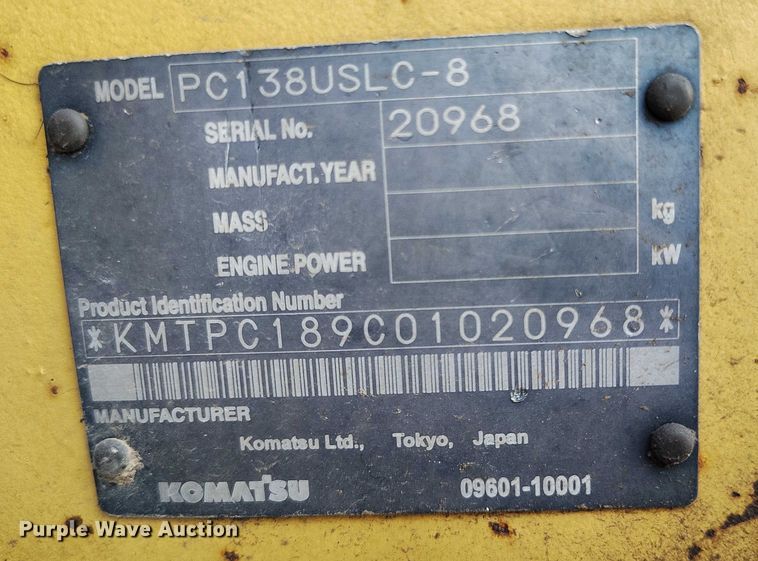 MODEL PC138USLC-8
SERIAL No. 20968
MANUFACT.YEAR
MASS kg
ENGINE POWER kW
Product Identification Number
*KMTPC189C01020968*
MANUFACTURER
Komatsu Ltd., Tokyo, Japan
KOMATSU 09601-10001
Purple Wave Auction